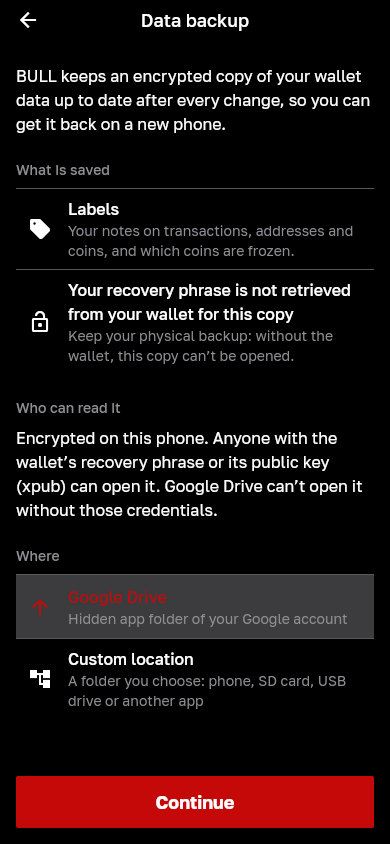 Data backup
BULL keeps an encrypted copy of your wallet
data up to date after every change, so you can
get it back on a new phone.
What is saved
Labels
Your notes on transactions, addresses and
coins, and which coins are frozen.
Your recovery phrase is not retrieved
from your wallet for this copy
Keep your physical backup: without the
wallet, this copy can’t be opened.
Who can read it
Encrypted on this phone. Anyone with the
wallet’s recovery phrase or its public key
(xpub) can open it. Google Drive can’t open it
without those credentials.
Where
Google Drive
Hidden app folder of your Google account
Custom location
A folder you choose: phone, SD card, USB
drive or another app
Continue